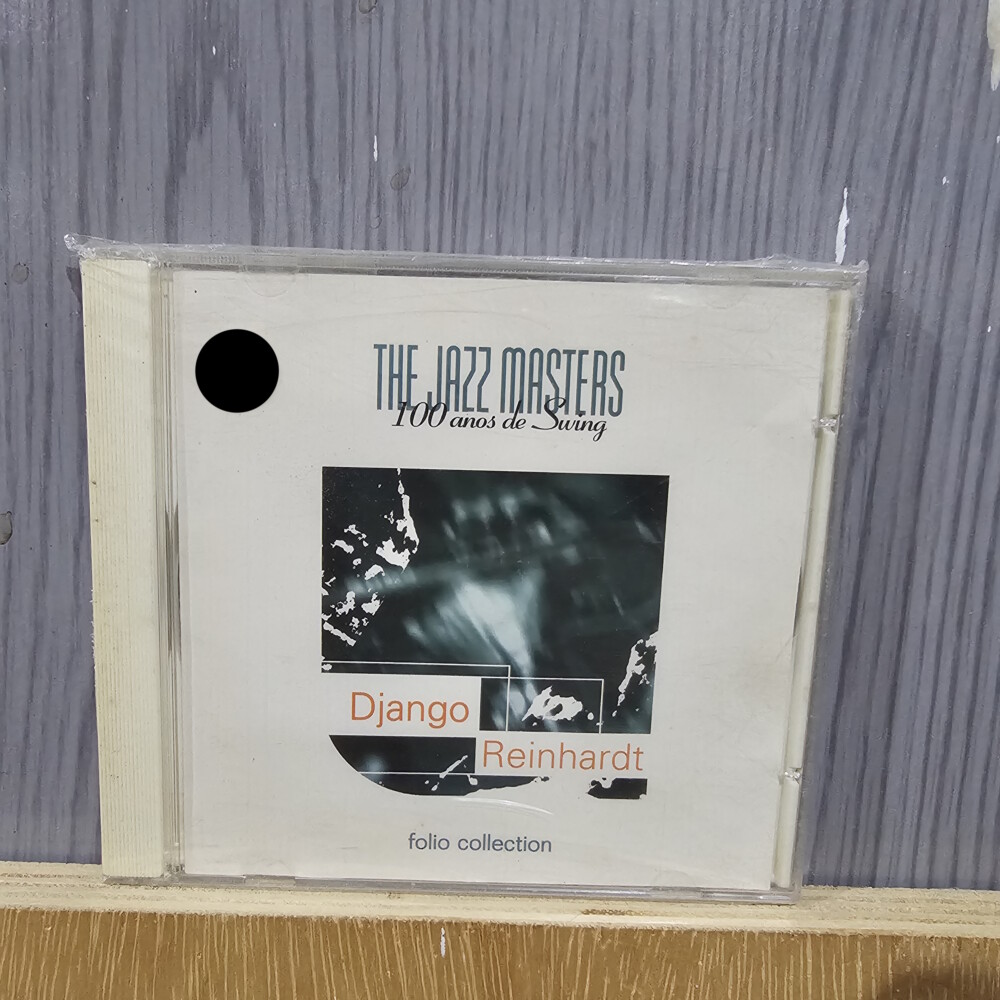 THE JAZZ MASTERS
100 anos de Swing
Django
Reinhardt
folio collection